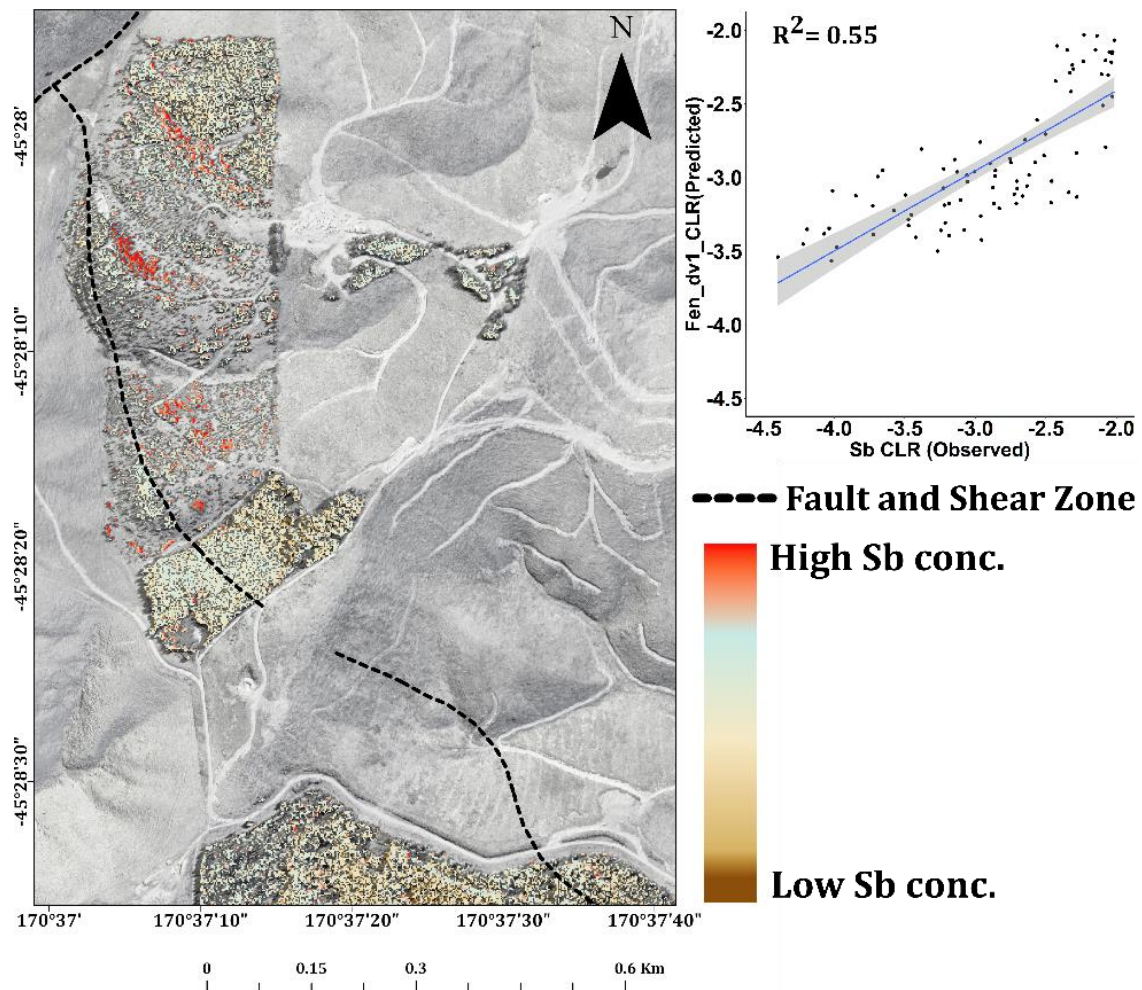 N
-45°28'
-45°28'10"
-45°28'20"
-45°28'30"
170°37'
170°37'10"
170°37'20"
170°37'30"
170°37'40"
0 0.15 0.3 0.6 Km
R²= 0.55
Fen_dv1_CLR(Predicted)
-2.0
-2.5
-3.0
-3.5
-4.0
-4.5
-4.5 -4.0 -3.5 -3.0 -2.5 -2.0
Sb CLR (Observed)
Fault and Shear Zone
High Sb conc.
Low Sb conc.